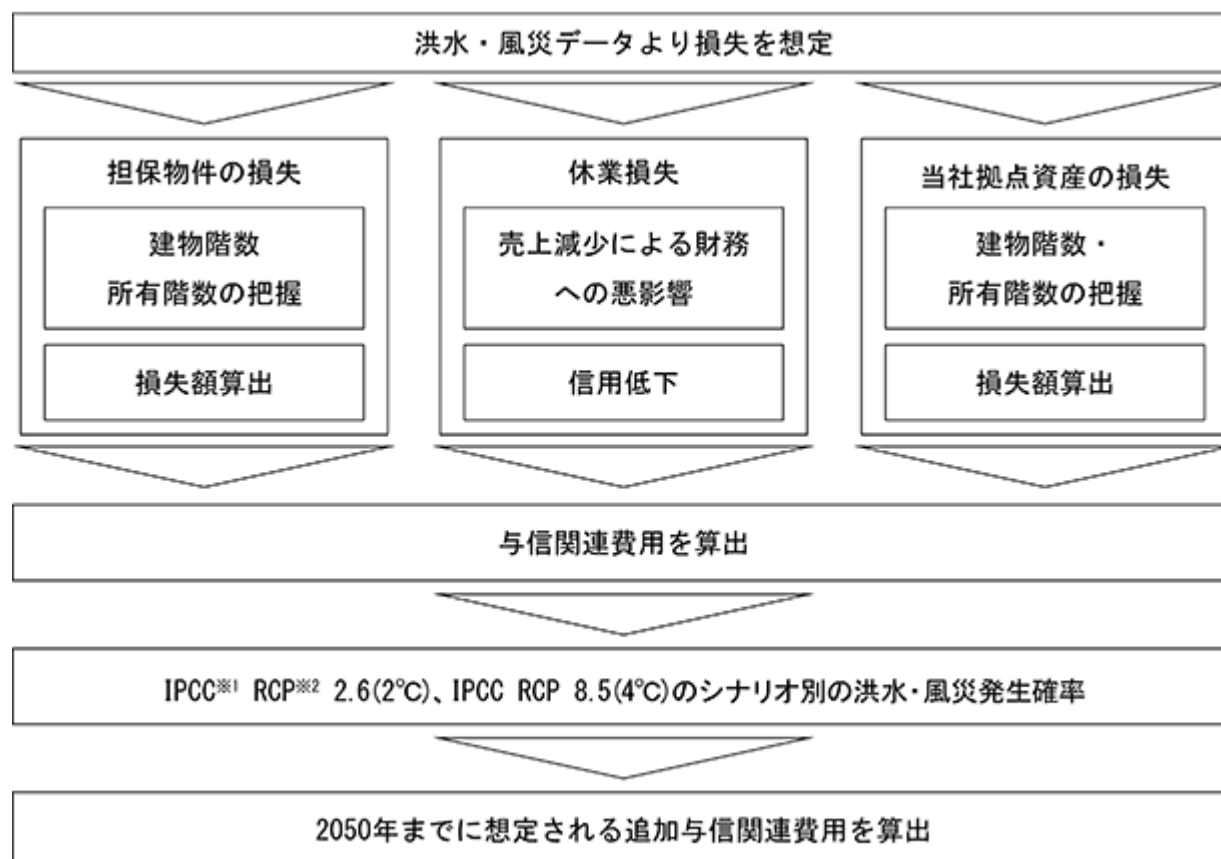 洪水・風災データより損失を想定
担保物件の損失
建物階数
所有階数の把握
損失額算出
休業損失
売上減少による財務
への悪影響
信用低下
当社拠点資産の損失
建物階数・
所有階数の把握
損失額算出
与信関連費用を算出
IPCC※1 RCP※2 2.6(2℃)、IPCC RCP 8.5(4℃)のシナリオ別の洪水・風災発生確率
2050年までに想定される追加与信関連費用を算出